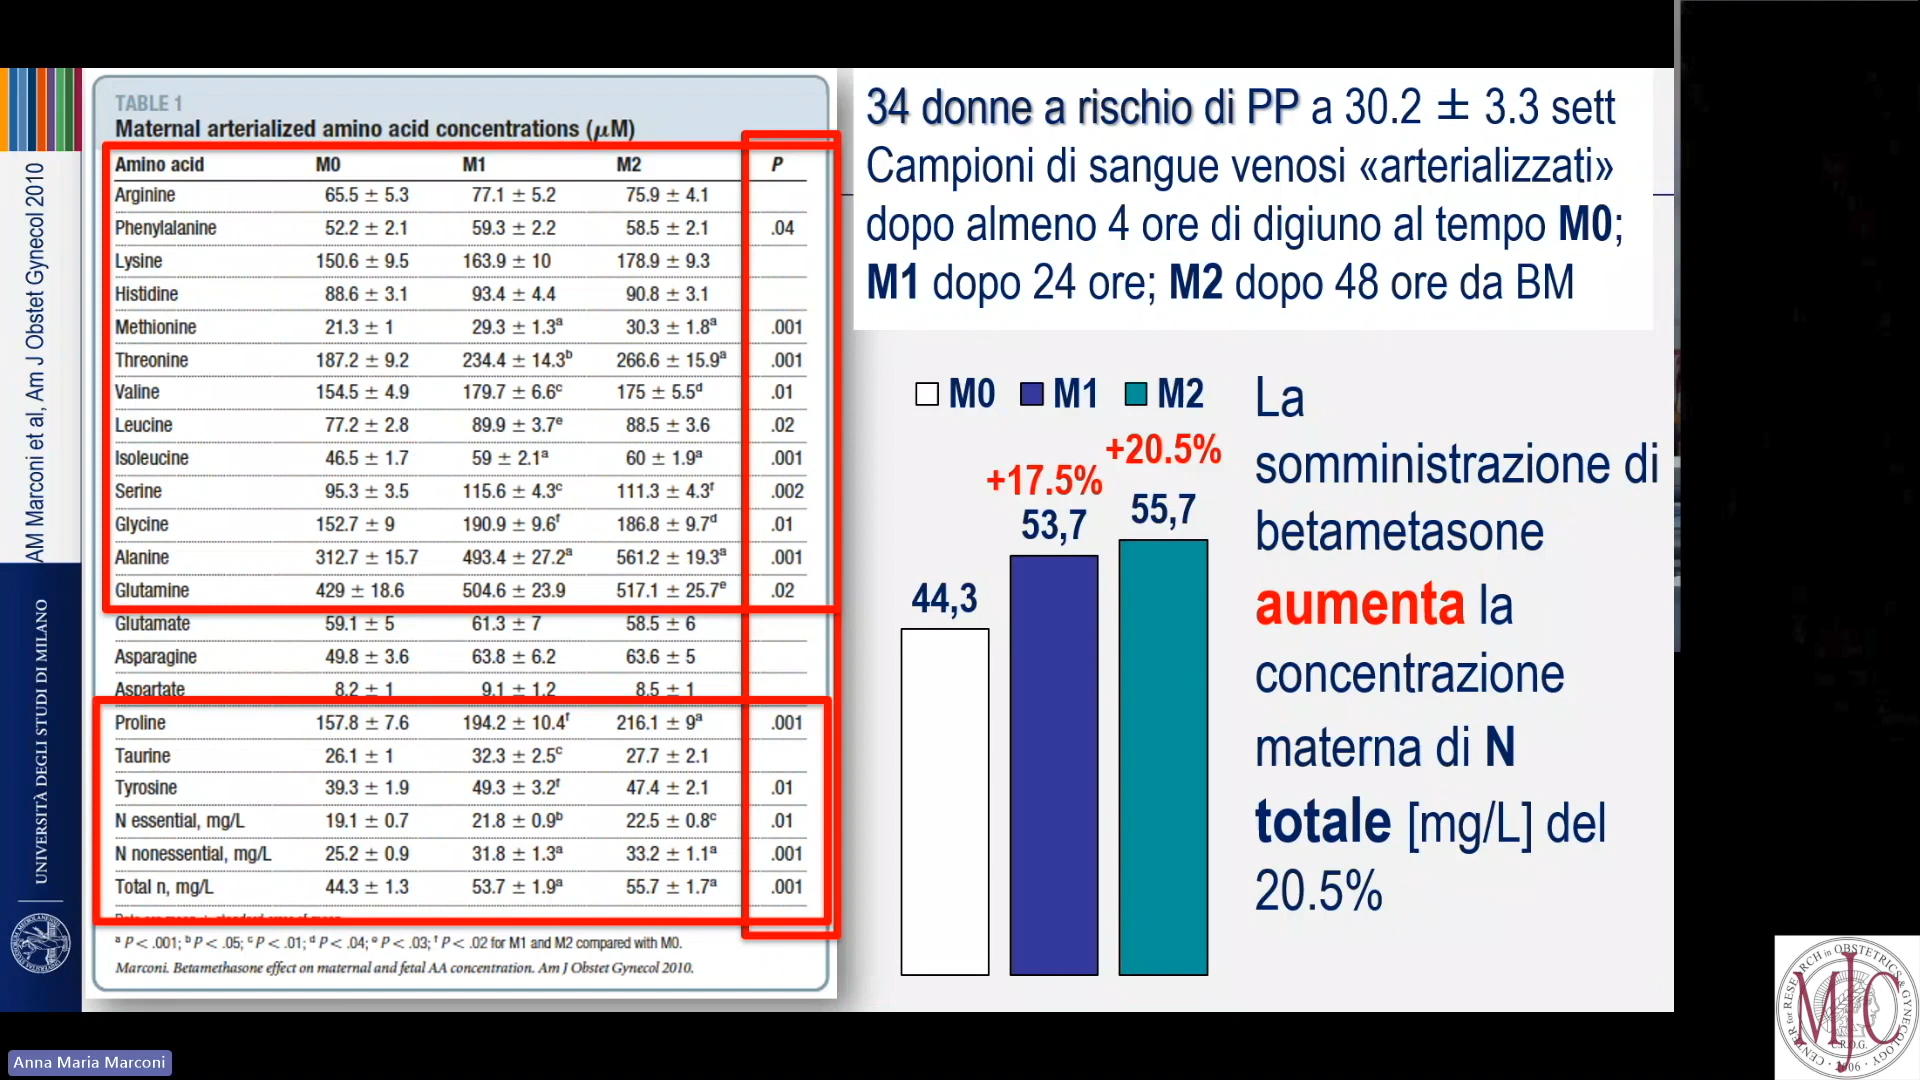 AM Marconi et al, Am J Obstet Gynecol 2010
UNIVERSITÀ DEGLI STUDI DI MILANO
TABLE 1
Maternal arterialized amino acid concentrations (μM)
Amino acid M0 M1 M2 P
Arginine 65.5 ± 5.3 77.1 ± 5.2 75.9 ± 4.1
Phenylalanine 52.2 ± 2.1 59.3 ± 2.2 58.5 ± 2.1 .04
Lysine 150.6 ± 9.5 163.9 ± 10 178.9 ± 9.3
Histidine 88.6 ± 3.1 93.4 ± 4.4 90.8 ± 3.1
Methionine 21.3 ± 1 29.3 ± 1.3ᵃ 30.3 ± 1.8ᵃ .001
Threonine 187.2 ± 9.2 234.4 ± 14.3ᵇ 266.6 ± 15.9ᵃ .001
Valine 154.5 ± 4.9 179.7 ± 6.6ᶜ 175 ± 5.5ᵈ .01
Leucine 77.2 ± 2.8 89.9 ± 3.7ᵉ 88.5 ± 3.6 .02
Isoleucine 46.5 ± 1.7 59 ± 2.1ᵃ 60 ± 1.9ᵃ .001
Serine 95.3 ± 3.5 115.6 ± 4.3ᶜ 111.3 ± 4.3ᶠ .002
Glycine 152.7 ± 9 190.9 ± 9.6ᶠ 186.8 ± 9.7ᵈ .01
Alanine 312.7 ± 15.7 493.4 ± 27.2ᵃ 561.2 ± 19.3ᵃ .001
Glutamine 429 ± 18.6 504.6 ± 23.9 517.1 ± 25.7ᵉ .02
Glutamate 59.1 ± 5 61.3 ± 7 58.5 ± 6
Asparagine 49.8 ± 3.6 63.8 ± 6.2 63.6 ± 5
Aspartate 8.2 ± 1 9.1 ± 1.2 8.5 ± 1
Proline 157.8 ± 7.6 194.2 ± 10.4ᶠ 216.1 ± 9ᵃ .001
Taurine 26.1 ± 1 32.3 ± 2.5ᶜ 27.7 ± 2.1
Tyrosine 39.3 ± 1.9 49.3 ± 3.2ᶠ 47.4 ± 2.1 .01
N essential, mg/L 19.1 ± 0.7 21.8 ± 0.9ᵇ 22.5 ± 0.8ᶜ .01
N nonessential, mg/L 25.2 ± 0.9 31.8 ± 1.3ᵃ 33.2 ± 1.1ᵃ .001
Total n, mg/L 44.3 ± 1.3 53.7 ± 1.9ᵃ 55.7 ± 1.7ᵃ .001
ᵃ P < .001; ᵇ P < .05; ᶜ P < .01; ᵈ P < .04; ᵉ P < .03; ᶠ P < .02 for M1 and M2 compared with M0.
Marconi. Betamethasone effect on maternal and fetal AA concentration. Am J Obstet Gynecol 2010.
34 donne a rischio di PP a 30.2 ± 3.3 sett
Campioni di sangue venosi «arterializzati»
dopo almeno 4 ore di digiuno al tempo M0;
M1 dopo 24 ore; M2 dopo 48 ore da BM
M0 M1 M2
+17.5% +20.5%
44,3 53,7 55,7
La
somministrazione di
betametasone
aumenta la
concentrazione
materna di N
totale [mg/L] del
20.5%
CENTER for RESEARCH in OBSTETRICS & GYNECOLOGY
MJC
C.R.O.G.
2006
Anna Maria Marconi